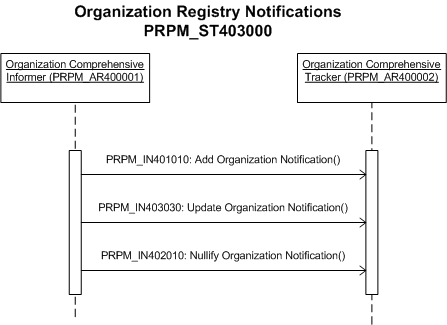 Organization Registry Notifications
PRPM_ST403000
Organization Comprehensive
Informer (PRPM_AR400001)
Organization Comprehensive
Tracker (PRPM_AR400002)
PRPM_IN401010: Add Organization Notification()
PRPM_IN403030: Update Organization Notification()
PRPM_IN402010: Nullify Organization Notification()